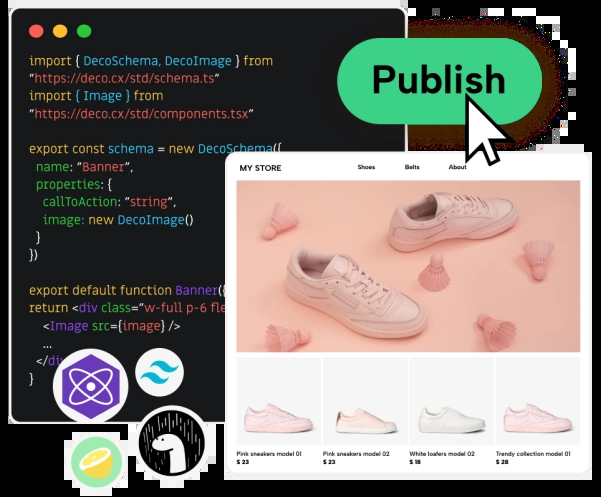 import { DecoSchema, DecoImage } from
"https://deco.cx/std/schema.ts"
import { Image } from
"https://deco.cx/std/components.tsx"
export const schema = new DecoSchema({
name: "Banner",
properties: {
callToAction: "string",
image: new DecoImage()
}
})
export default function Banner({
return <div class="w-full p-6 fle
<Image src={image} />
...
</div
}
Publish
MY STORE
Shoes
Belts
About
Pink sneakers model 01
$ 23
Pink sneakers model 02
$ 23
White loafers model 02
$ 18
Trendy collection model 01
$ 28